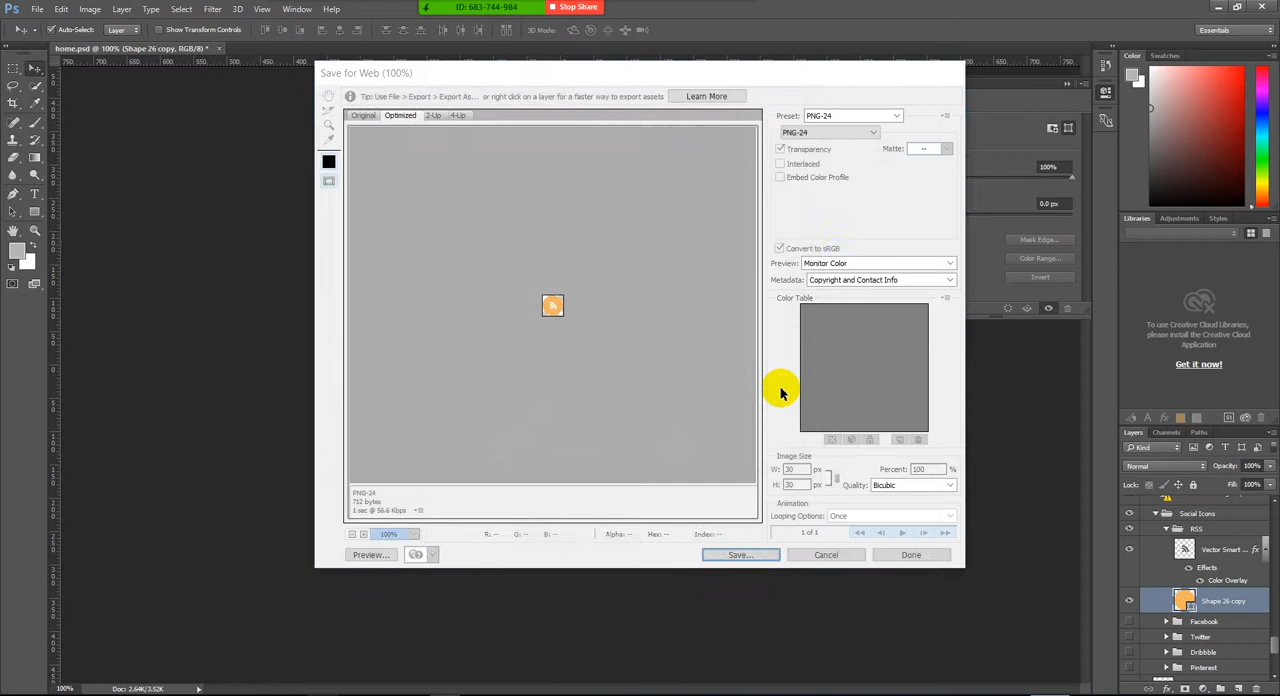 Ps File Edit Image Layer Type Select Filter 3D View Window Help
ID: 683-744-984 Stop Share
Auto-Select: Layer Show Transform Controls 3D Mode: Essentials
home.psd @ 100% (Shape 26 copy, RGB/8) * ×
Save for Web (100%)
Tip: Use File > Export > Export As... or right click on a layer for a faster way to export assets Learn More
Original Optimized 2-Up 4-Up
Preset: PNG-24
PNG-24
Transparency Matte: --
Interlaced
Embed Color Profile
Convert to sRGB
Preview: Monitor Color
Metadata: Copyright and Contact Info
Color Table
Image Size
W: 30 px Percent: 100 %
H: 30 px Quality: Bicubic
Animation
Looping Options: Once
1 of 1
PNG-24
712 bytes
1 sec @ 56.6 Kbps
100% R: -- G: -- B: -- Alpha: -- Hex: -- Index: --
Preview... Save... Cancel Done
100%
0.0 px
Mask Edge...
Color Range...
Invert
Color Swatches
Libraries Adjustments Styles
To use Creative Cloud Libraries,
please install the Creative Cloud
Application
Get it now!
Layers Channels Paths
Kind
Normal Opacity: 100%
Lock: Fill: 100%
Social Icons
RSS
Vector Smart ... fx
Effects
Color Overlay
Shape 26 copy
Facebook
Twitter
Dribbble
Pinterest
100% Doc: 2.64K/3.52K